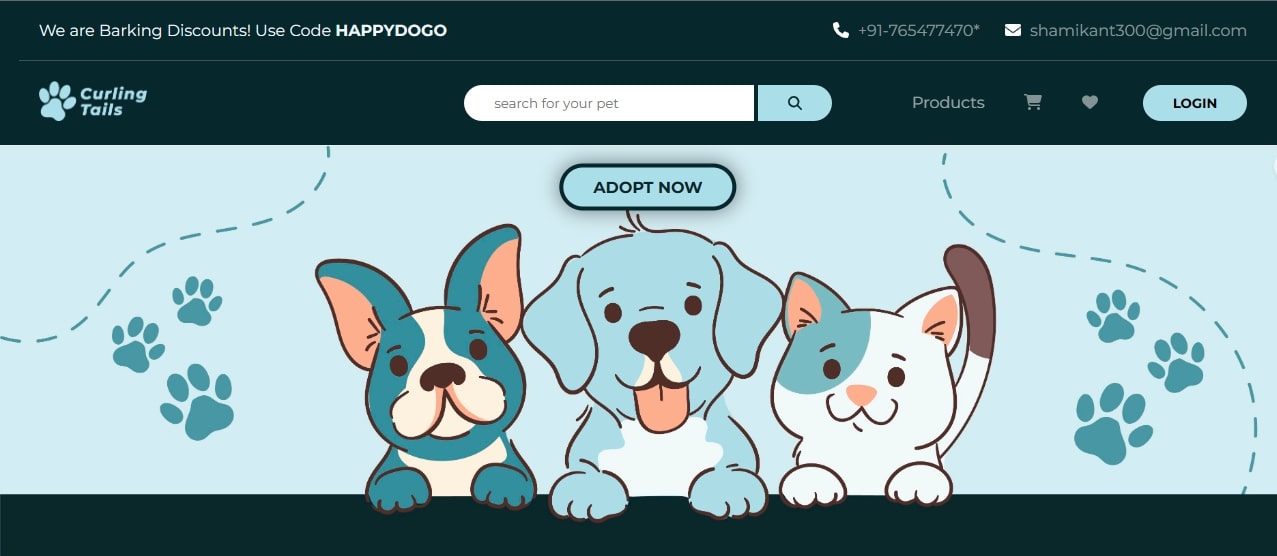 We are Barking Discounts! Use Code HAPPYDOGO
+91-765477470*
shamikant300@gmail.com
Curling
Tails
search for your pet
Products
LOGIN
ADOPT NOW